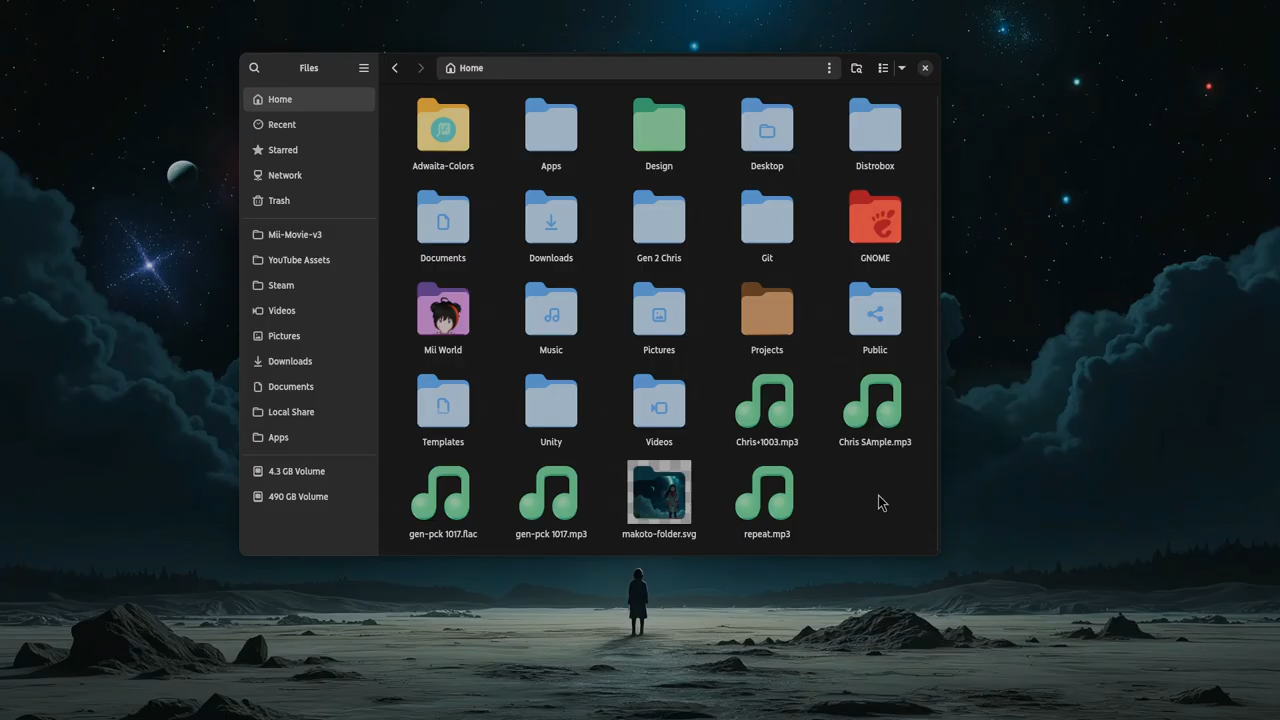 Files
Home
Home
Recent
Starred
Network
Trash
Mii-Movie-v3
YouTube Assets
Steam
Videos
Pictures
Downloads
Documents
Local Share
Apps
4.3 GB Volume
490 GB Volume
Adwaita-Colors
Apps
Design
Desktop
Distrobox
Documents
Downloads
Gen 2 Chris
Git
GNOME
Mii World
Music
Pictures
Projects
Public
Templates
Unity
Videos
Chris+1003.mp3
Chris SAmple.mp3
gen-pck 1017.flac
gen-pck 1017.mp3
makoto-folder.svg
repeat.mp3